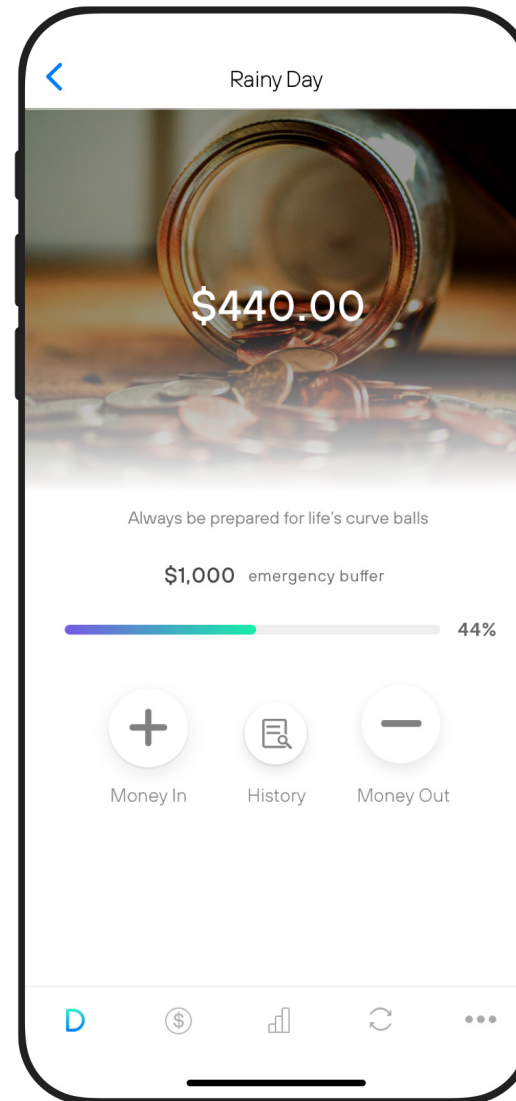 Rainy Day
$440.00
Always be prepared for life's curve balls
$1,000 emergency buffer
44%
Money In History Money Out
D
$